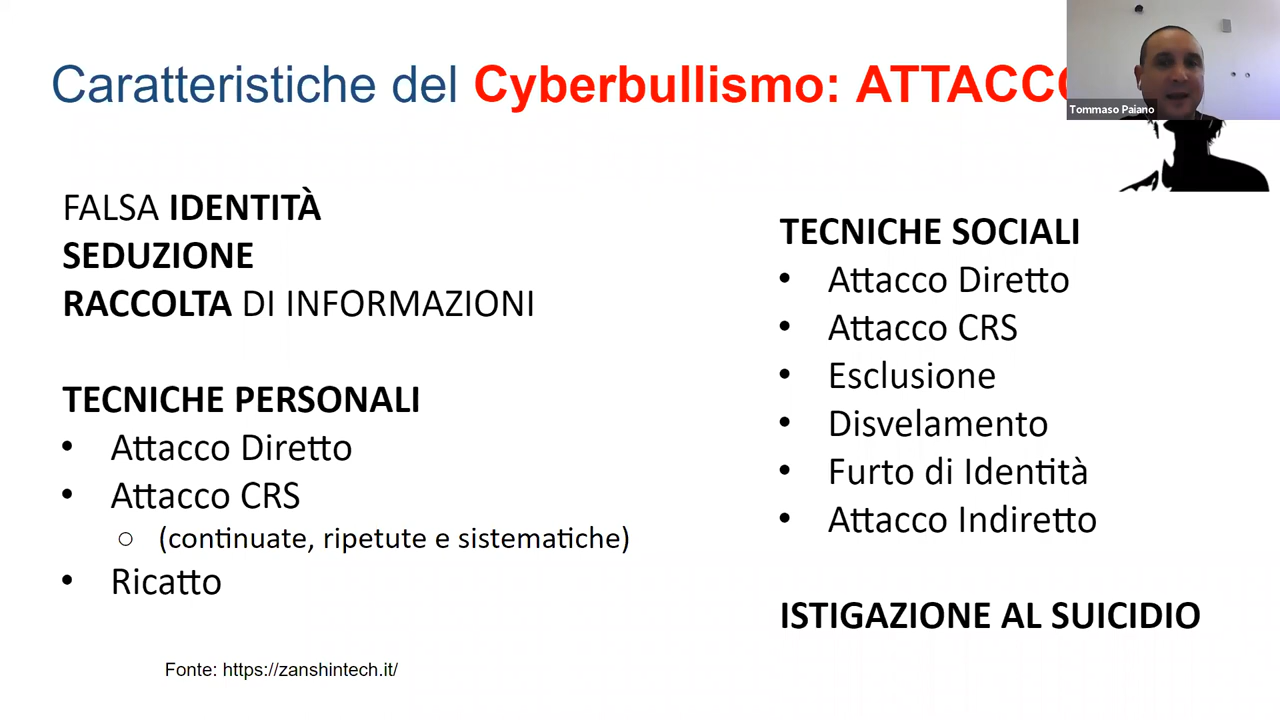 Caratteristiche del Cyberbullismo: ATTACCO
Tommaso Paiano
FALSA IDENTITÀ
SEDUZIONE
RACCOLTA DI INFORMAZIONI
TECNICHE PERSONALI
• Attacco Diretto
• Attacco CRS
○ (continuate, ripetute e sistematiche)
• Ricatto
TECNICHE SOCIALI
• Attacco Diretto
• Attacco CRS
• Esclusione
• Disvelamento
• Furto di Identità
• Attacco Indiretto
ISTIGAZIONE AL SUICIDIO
Fonte: https://zanshintech.it/